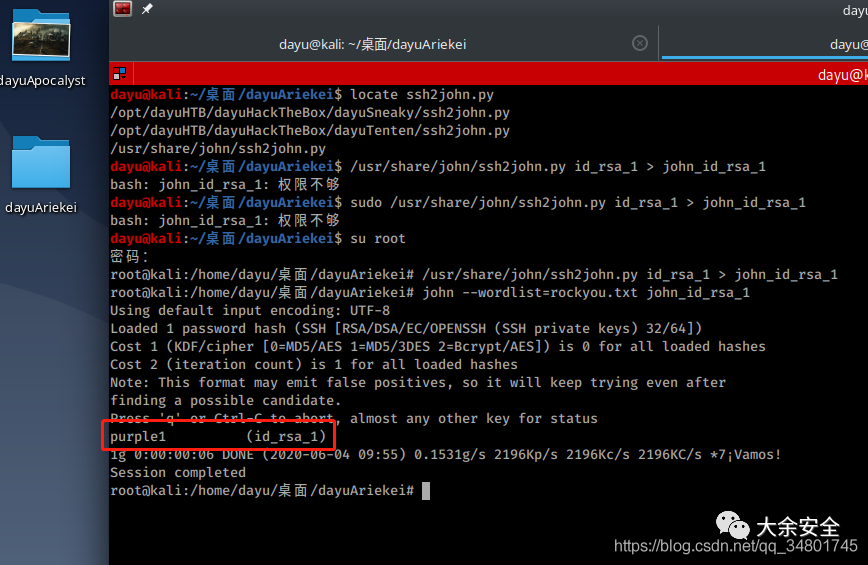 dayu
dayu@kali: ~/桌面/dayuAriekei
dayu@
dayu@k
dayuApocalyst
dayuAriekei
dayu@kali:~/桌面/dayuAriekei$ locate ssh2john.py
/opt/dayuHTB/dayuHackTheBox/dayuSneaky/ssh2john.py
/opt/dayuHTB/dayuHackTheBox/dayuTenten/ssh2john.py
/usr/share/john/ssh2john.py
dayu@kali:~/桌面/dayuAriekei$ /usr/share/john/ssh2john.py id_rsa_1 > john_id_rsa_1
bash: john_id_rsa_1: 权限不够
dayu@kali:~/桌面/dayuAriekei$ sudo /usr/share/john/ssh2john.py id_rsa_1 > john_id_rsa_1
bash: john_id_rsa_1: 权限不够
dayu@kali:~/桌面/dayuAriekei$ su root
密码：
root@kali:/home/dayu/桌面/dayuAriekei# /usr/share/john/ssh2john.py id_rsa_1 > john_id_rsa_1
root@kali:/home/dayu/桌面/dayuAriekei# john --wordlist=rockyou.txt john_id_rsa_1
Using default input encoding: UTF-8
Loaded 1 password hash (SSH [RSA/DSA/EC/OPENSSH (SSH private keys) 32/64])
Cost 1 (KDF/cipher [0=MD5/AES 1=MD5/3DES 2=Bcrypt/AES]) is 0 for all loaded hashes
Cost 2 (iteration count) is 1 for all loaded hashes
Note: This format may emit false positives, so it will keep trying even after
finding a possible candidate.
Press 'q' or Ctrl-C to abort, almost any other key for status
purple1 (id_rsa_1)
1g 0:00:00:06 DONE (2020-06-04 09:55) 0.1531g/s 2196Kp/s 2196Kc/s 2196KC/s *7¡Vamos!
Session completed
root@kali:/home/dayu/桌面/dayuAriekei#
大余安全
https://blog.csdn.net/qq_34801745